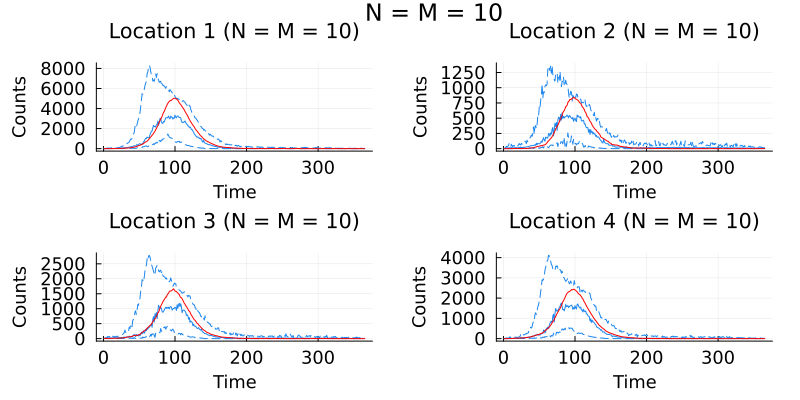 N = M = 10
Location 1 (N = M = 10)
Counts
8000
6000
4000
2000
0
0 100 200 300
Time
Location 2 (N = M = 10)
Counts
1250
1000
750
500
250
0
0 100 200 300
Time
Location 3 (N = M = 10)
Counts
2500
2000
1500
1000
500
0
0 100 200 300
Time
Location 4 (N = M = 10)
Counts
4000
3000
2000
1000
0
0 100 200 300
Time